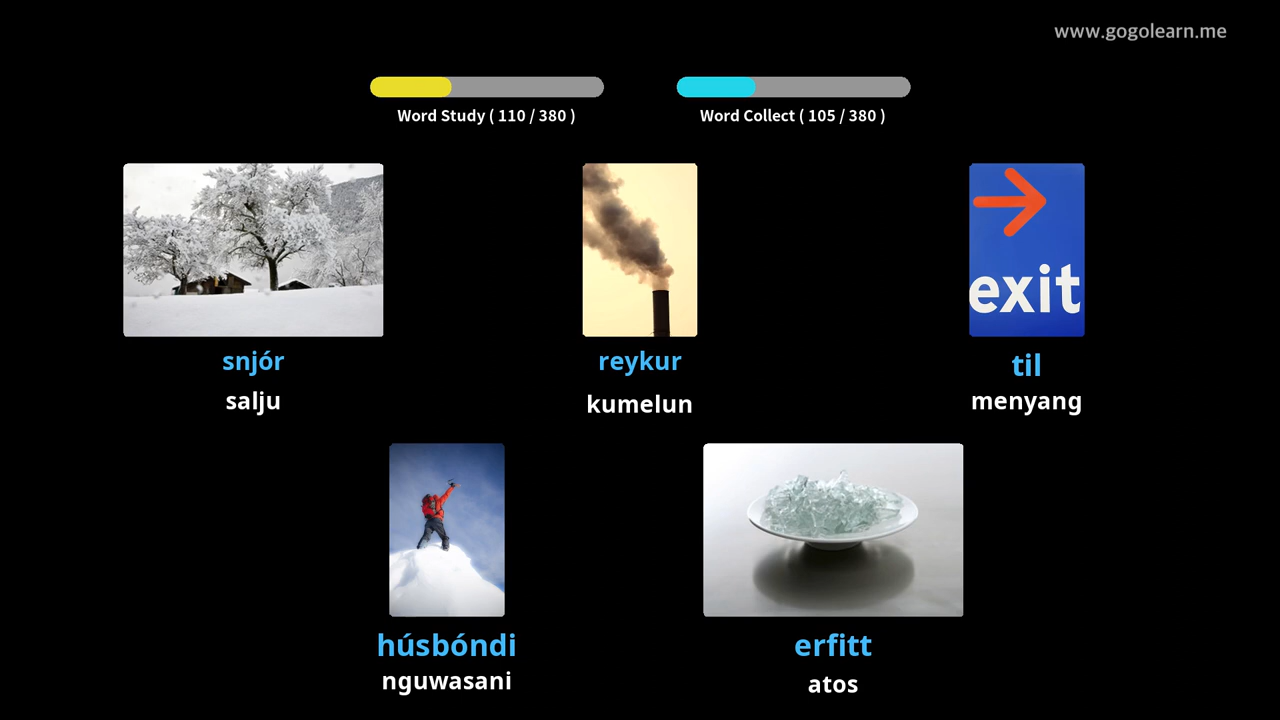 www.gogolearn.me
Word Study ( 110 / 380 )
Word Collect ( 105 / 380 )
exit
snjór
salju
reykur
kumelun
til
menyang
húsbóndi
nguwasani
erfitt
atos